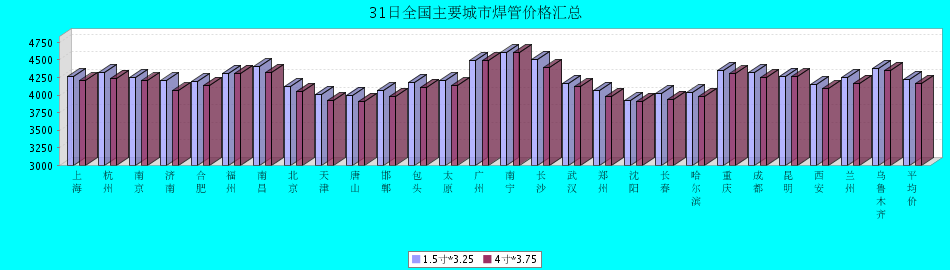 31日全国主要城市焊管价格汇总
4750
4500
4250
4000
3750
3500
3250
3000
上海
杭州
南京
济南
合肥
福州
南昌
北京
天津
唐山
邯郸
包头
太原
广州
南宁
长沙
武汉
郑州
沈阳
长春
哈尔滨
重庆
成都
昆明
西安
兰州
乌鲁木齐
平均价
1.5寸*3.25 4寸*3.75